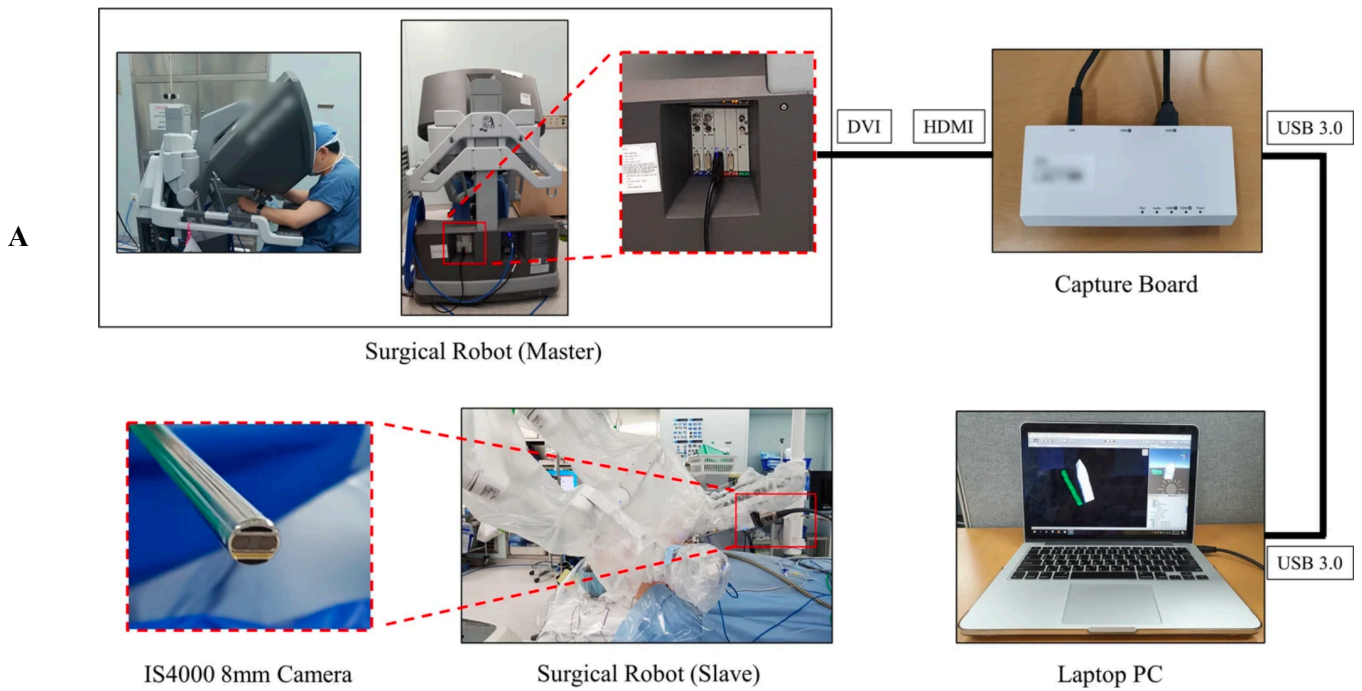 A
DVI
HDMI
USB 3.0
Capture Board
Surgical Robot (Master)
USB 3.0
IS4000 8mm Camera
Surgical Robot (Slave)
Laptop PC